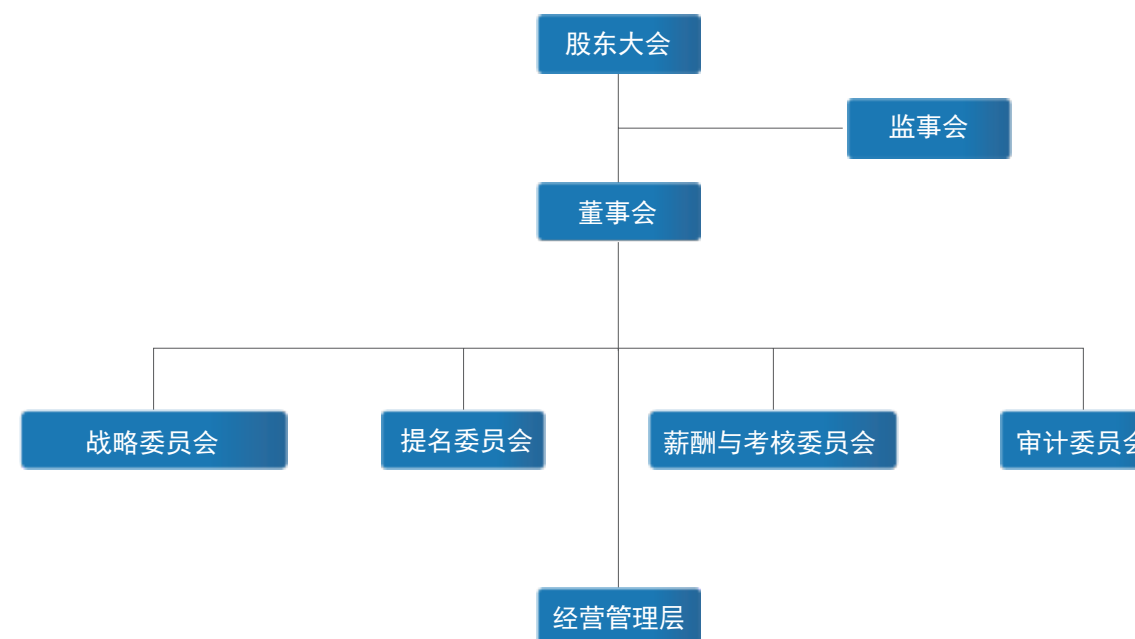 股东大会
监事会
董事会
战略委员会
提名委员会
薪酬与考核委员会
审计委员会
经营管理层